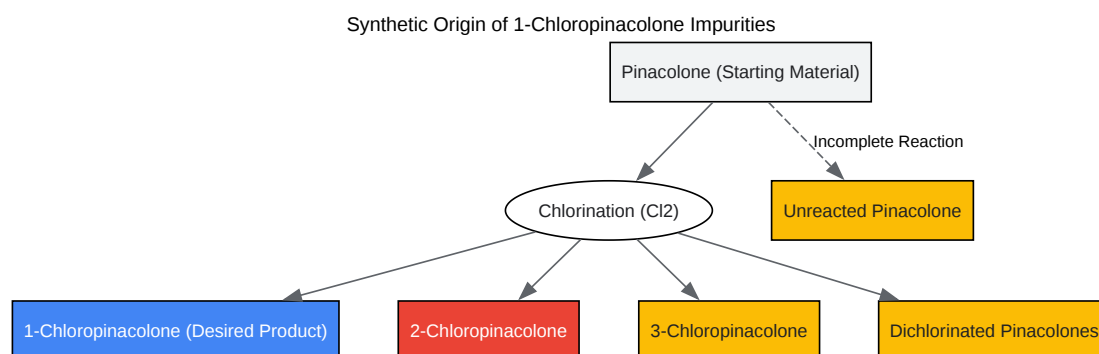 Synthetic Origin of 1-Chloropinacolone Impurities
Pinacolone (Starting Material)
Incomplete Reaction
Chlorination (Cl2)
Unreacted Pinacolone
1-Chloropinacolone (Desired Product)
2-Chloropinacolone
3-Chloropinacolone
Dichlorinated Pinacolones